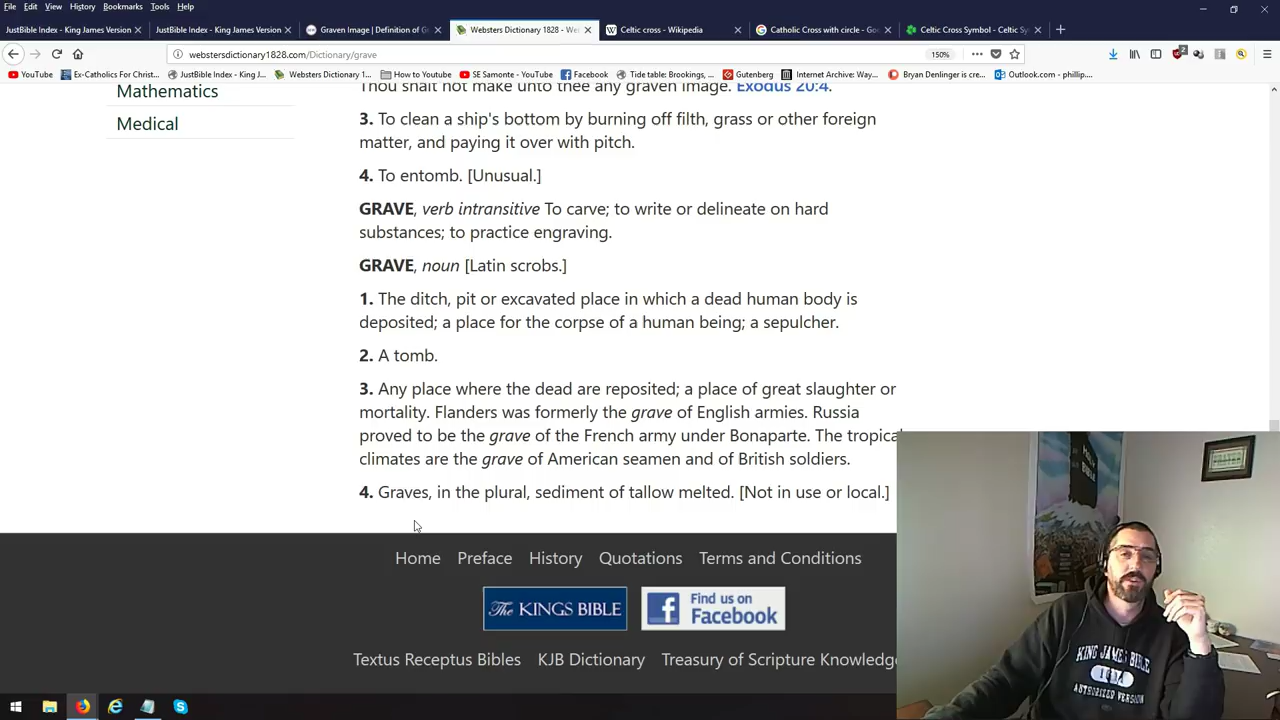 File Edit View History Bookmarks Tools Help
JustBible Index - King James Version JustBible Index - King James Version Graven Image | Definition of Gr Websters Dictionary 1828 - We Celtic cross - Wikipedia Catholic Cross with circle - Go Celtic Cross Symbol - Celtic Sy
webstersdictionary1828.com/Dictionary/grave 150%
YouTube Ex-Catholics For Christ... JustBible Index - King J... Websters Dictionary 1... How to Youtube SE Samonte - YouTube Facebook Tide table: Brookings, ... Gutenberg Internet Archive: Way... Bryan Denlinger is cre... Outlook.com - phillip....
Mathematics
Medical
Thou shalt not make unto thee any graven image. Exodus 20:4.
3. To clean a ship's bottom by burning off filth, grass or other foreign
matter, and paying it over with pitch.
4. To entomb. [Unusual.]
GRAVE, verb intransitive To carve; to write or delineate on hard
substances; to practice engraving.
GRAVE, noun [Latin scrobs.]
1. The ditch, pit or excavated place in which a dead human body is
deposited; a place for the corpse of a human being; a sepulcher.
2. A tomb.
3. Any place where the dead are reposited; a place of great slaughter or
mortality. Flanders was formerly the grave of English armies. Russia
proved to be the grave of the French army under Bonaparte. The tropical
climates are the grave of American seamen and of British soldiers.
4. Graves, in the plural, sediment of tallow melted. [Not in use or local.]
Home Preface History Quotations Terms and Conditions
The KINGS BIBLE
Find us on
Facebook
Textus Receptus Bibles KJB Dictionary Treasury of Scripture Knowledge
KING JAMES BIBLE
1611
AUTHORIZED VERSION